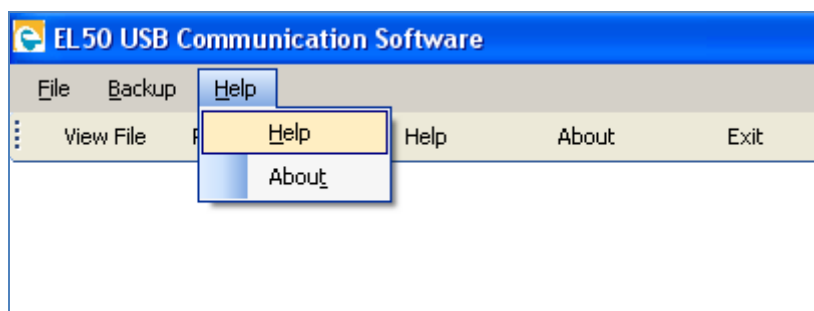 EL50 USB Communication Software
File Backup Help
View File Help About Exit
Help
About